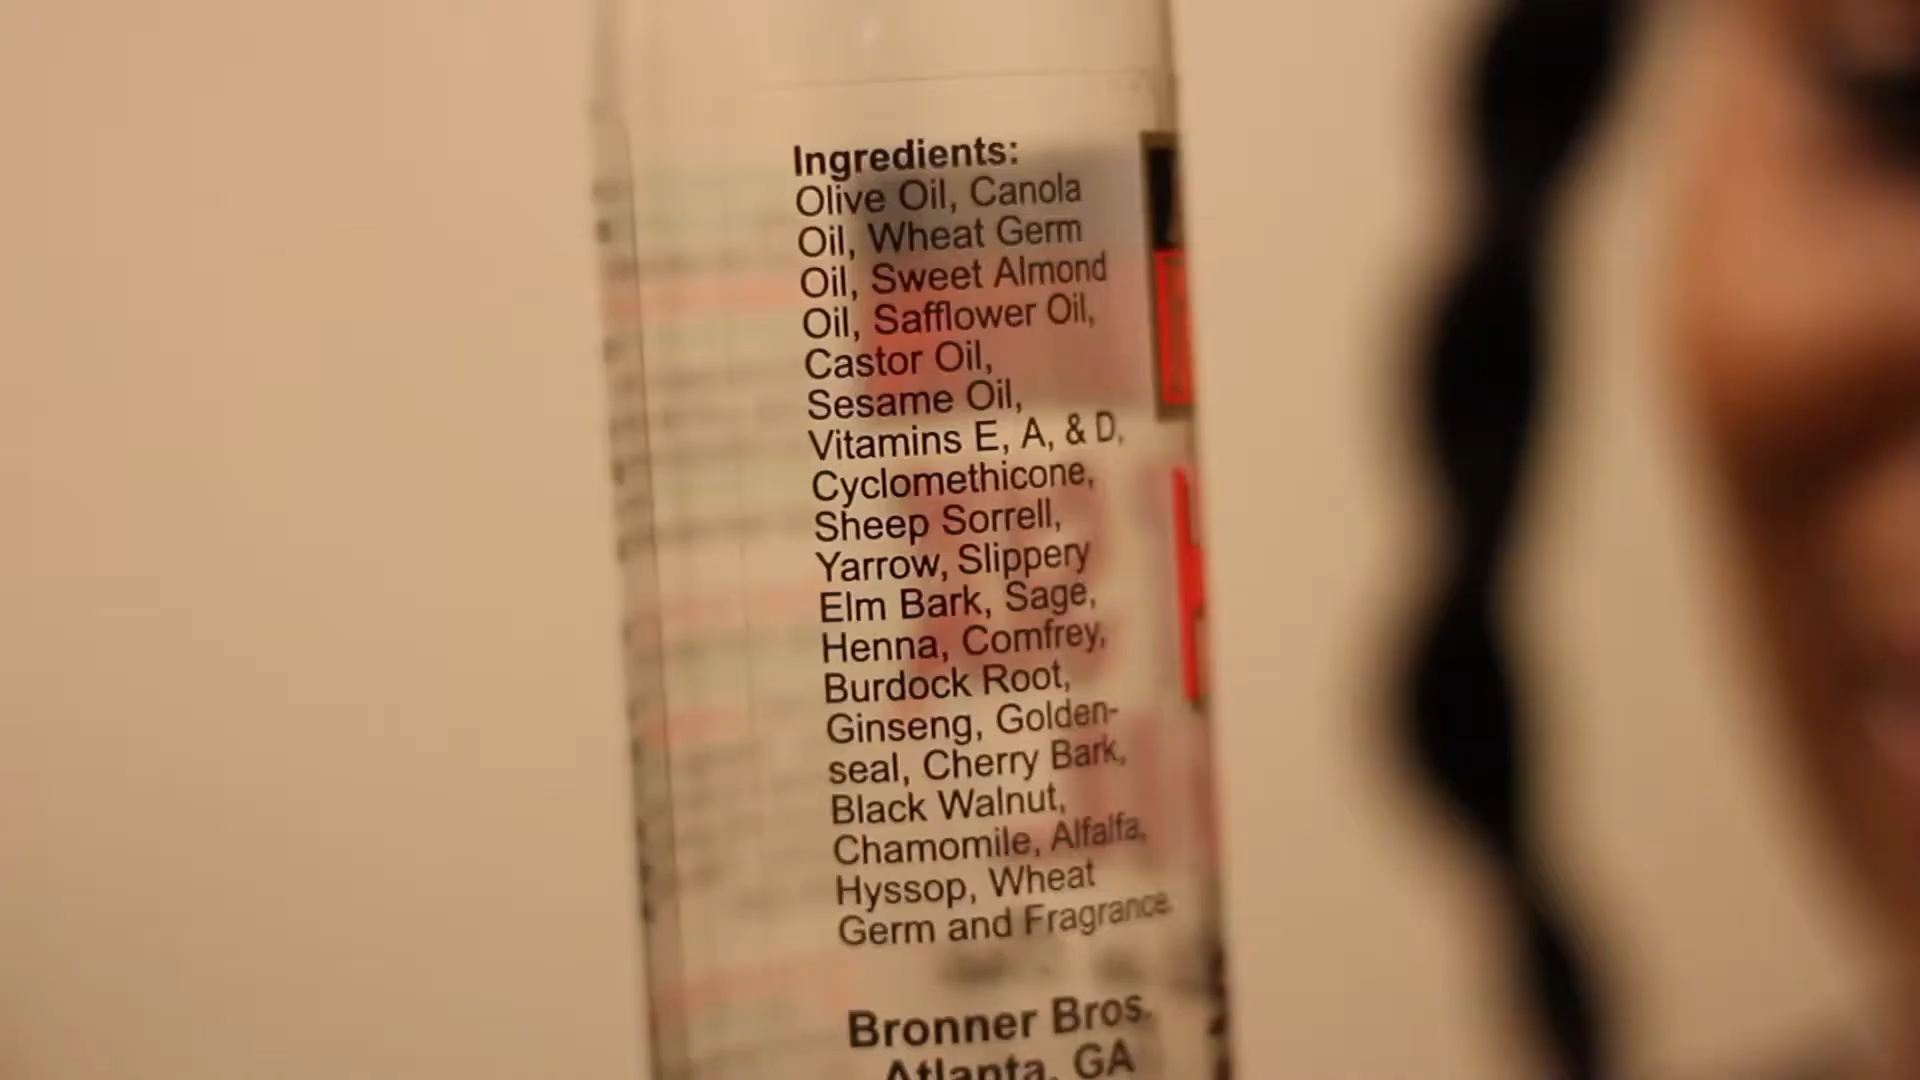 Ingredients:
Olive Oil, Canola
Oil, Wheat Germ
Oil, Sweet Almond
Oil, Safflower Oil,
Castor Oil,
Sesame Oil,
Vitamins E, A, & D,
Cyclomethicone,
Sheep Sorrell,
Yarrow, Slippery
Elm Bark, Sage,
Henna, Comfrey,
Burdock Root,
Ginseng, Golden-
seal, Cherry Bark,
Black Walnut,
Chamomile, Alfalfa,
Hyssop, Wheat
Germ and Fragrance.
Bronner Bros.
Atlanta, GA